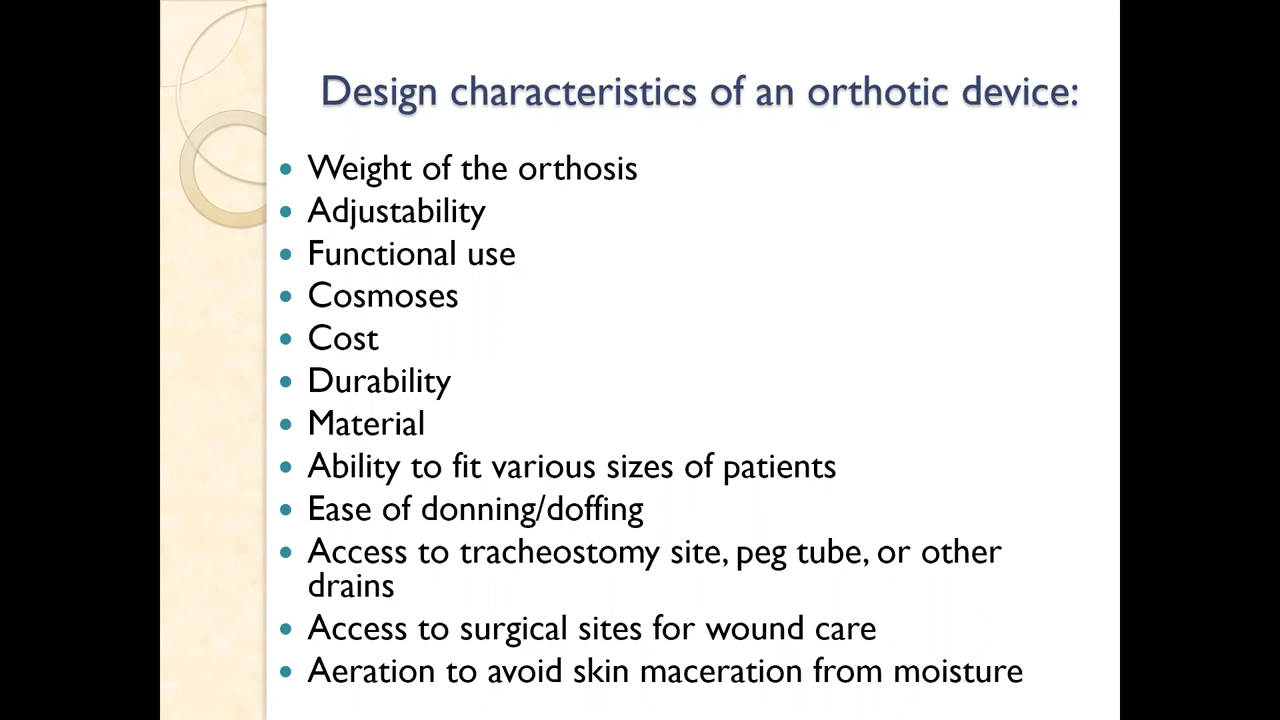 Design characteristics of an orthotic device:
• Weight of the orthosis
• Adjustability
• Functional use
• Cosmoses
• Cost
• Durability
• Material
• Ability to fit various sizes of patients
• Ease of donning/doffing
• Access to tracheostomy site, peg tube, or other
drains
• Access to surgical sites for wound care
• Aeration to avoid skin maceration from moisture